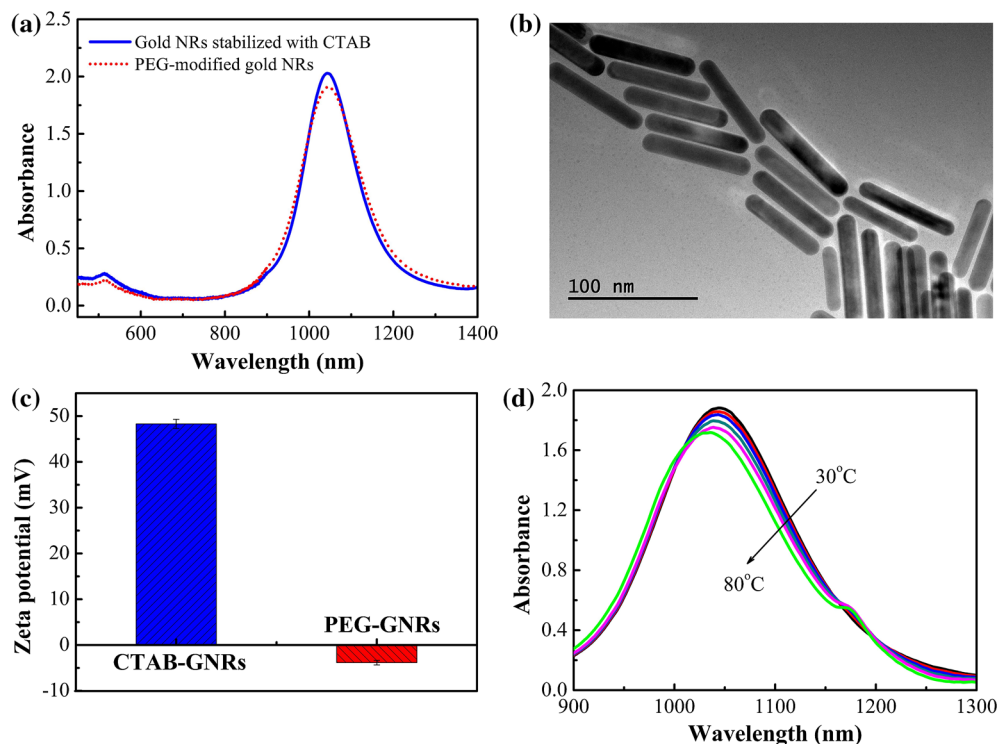 (a)
2.5
2.0
1.5
1.0
0.5
0.0
Absorbance
Gold NRs stabilized with CTAB
PEG-modified gold NRs
600
800
1000
1200
1400
Wavelength (nm)
(b)
100 nm
(c)
50
40
30
20
10
0
-10
Zeta potential (mV)
CTAB-GNRs
PEG-GNRs
(d)
2.0
1.6
1.2
0.8
0.4
0.0
Absorbance
30°C
80°C
900
1000
1100
1200
1300
Wavelength (nm)